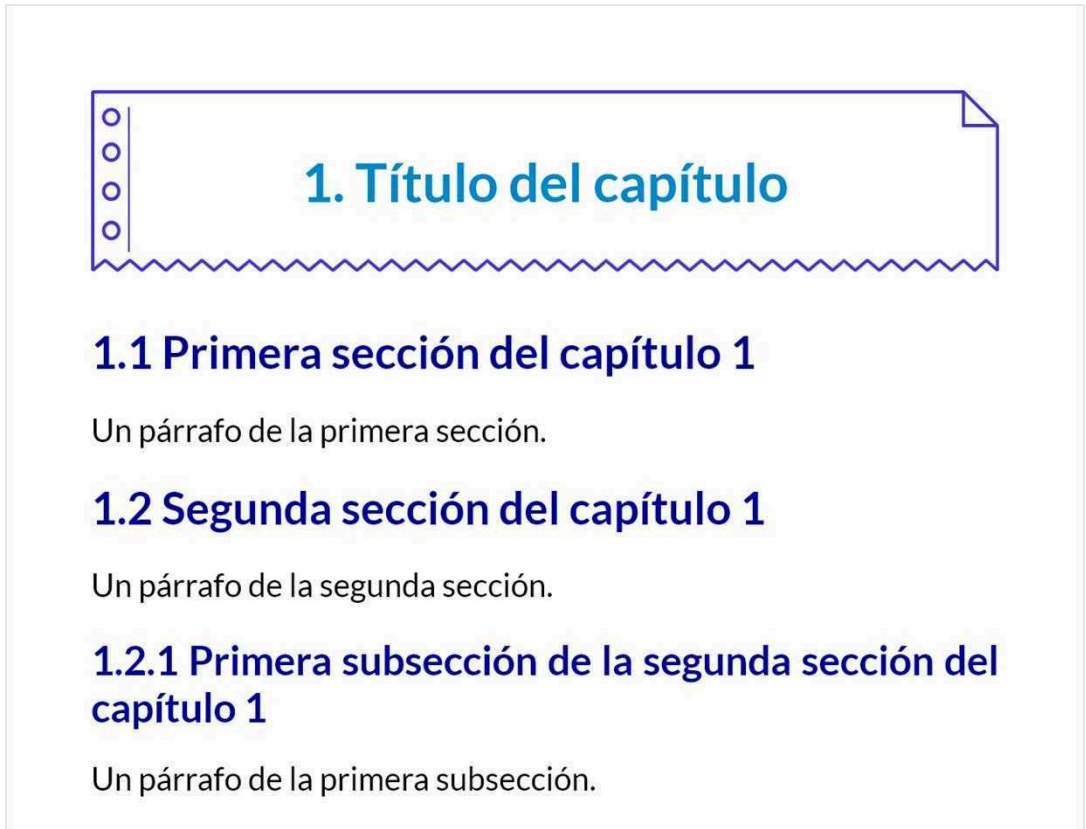 1. Título del capítulo
1.1 Primera sección del capítulo 1
Un párrafo de la primera sección.
1.2 Segunda sección del capítulo 1
Un párrafo de la segunda sección.
1.2.1 Primera subsección de la segunda sección del
capítulo 1
Un párrafo de la primera subsección.